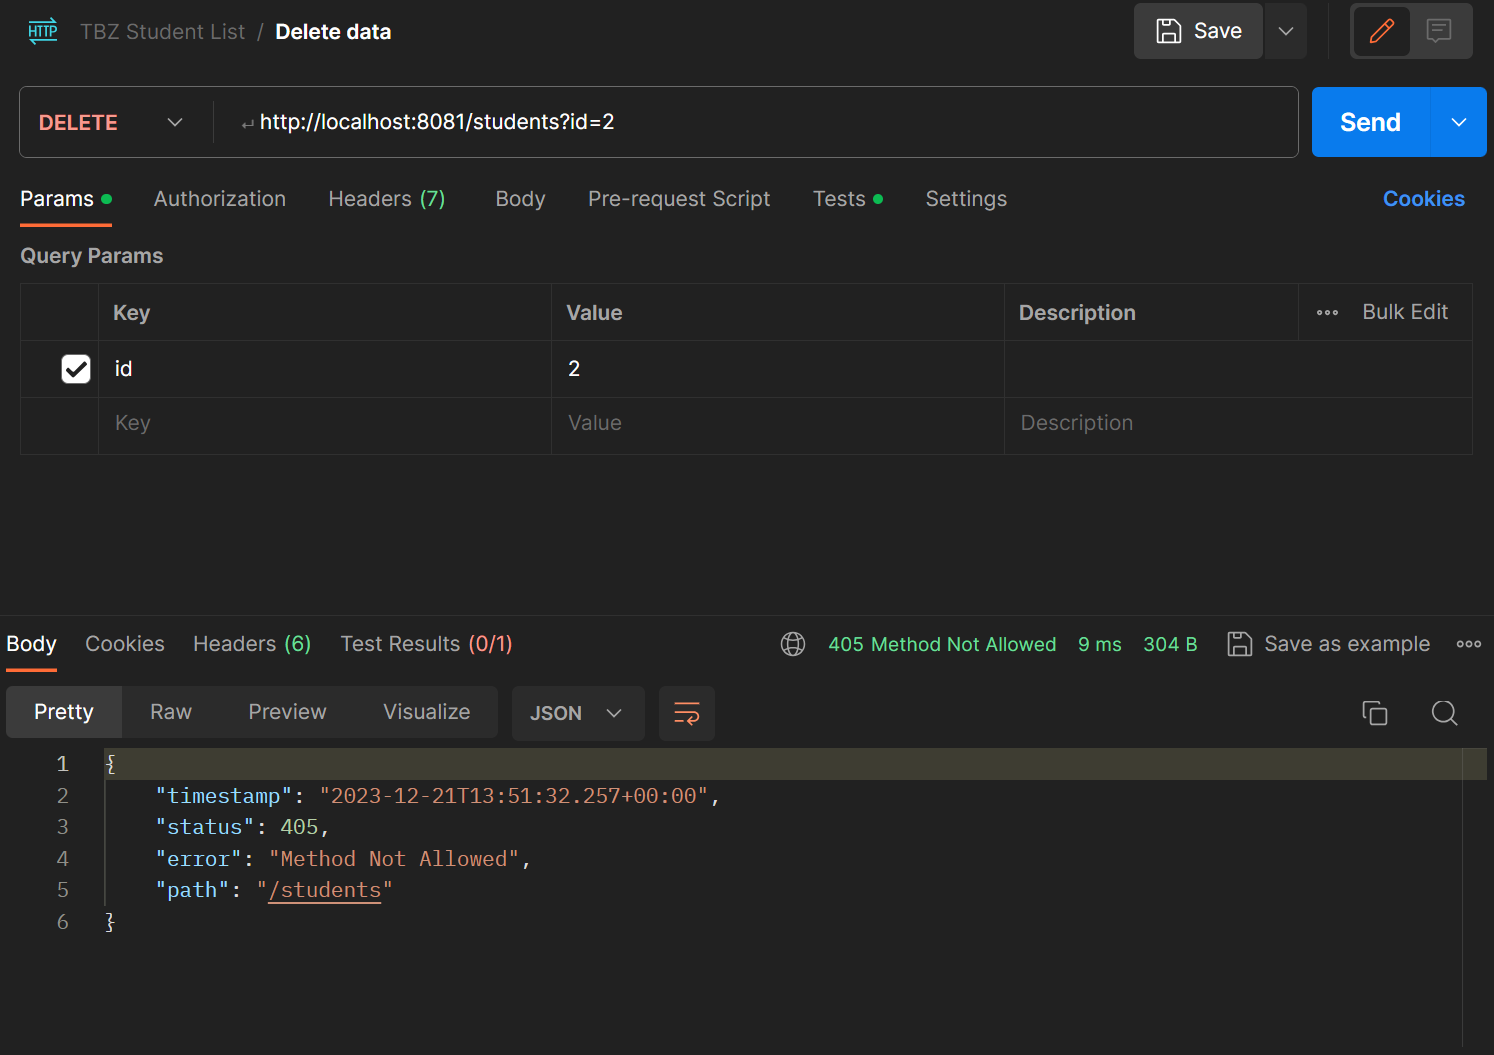 HTTP TBZ Student List / Delete data Save
DELETE ↵ http://localhost:8081/students?id=2 Send
Params Authorization Headers (7) Body Pre-request Script Tests Settings Cookies
Query Params
Key Value Description Bulk Edit
id 2
Key Value Description
Body Cookies Headers (6) Test Results (0/1) 405 Method Not Allowed 9 ms 304 B Save as example
Pretty Raw Preview Visualize JSON
1 {
2 "timestamp": "2023-12-21T13:51:32.257+00:00",
3 "status": 405,
4 "error": "Method Not Allowed",
5 "path": "/students"
6 }